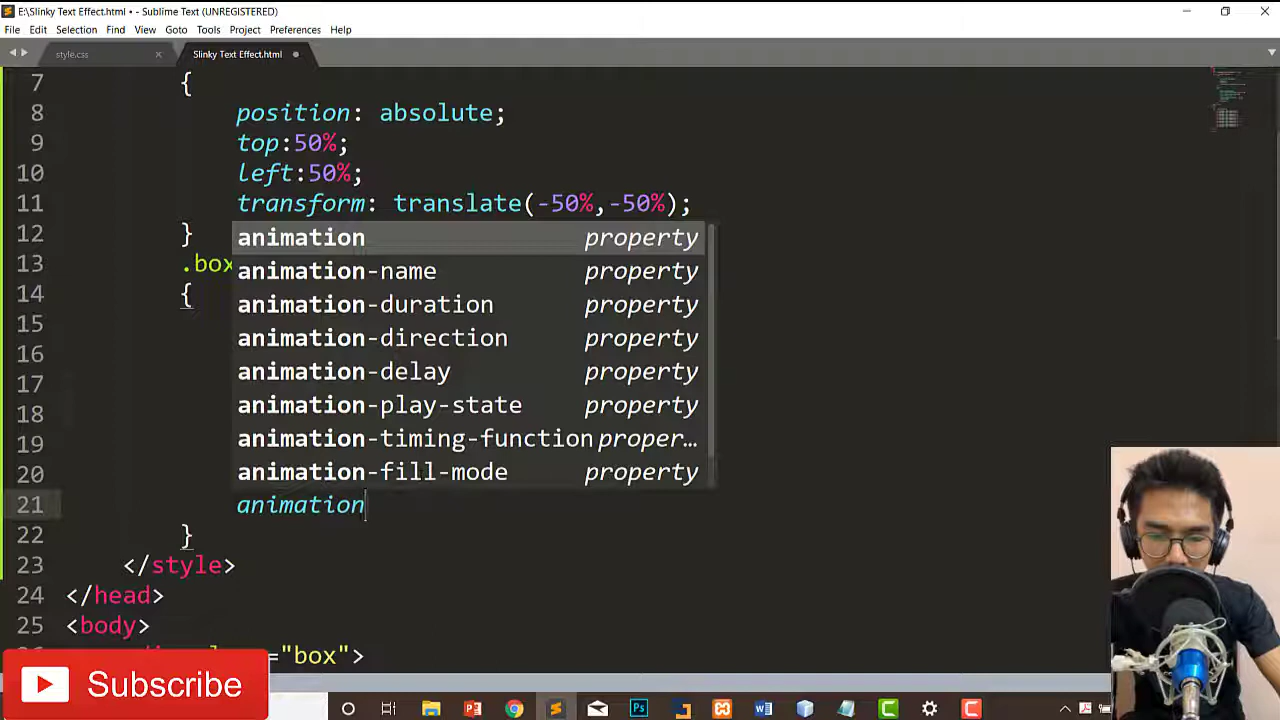 E:\Slinky Text Effect.html • - Sublime Text (UNREGISTERED)
File Edit Selection Find View Goto Tools Project Preferences Help
style.css Slinky Text Effect.html
7 {
8 position: absolute;
9 top:50%;
10 left:50%;
11 transform: translate(-50%,-50%);
12 }
13 .box
14 {
15
16
17
18
19
20
animation property
animation-name property
animation-duration property
animation-direction property
animation-delay property
animation-play-state property
animation-timing-function proper…
animation-fill-mode property
21 animation
22 }
23 </style>
24 </head>
25 <body>
="box">
Subscribe